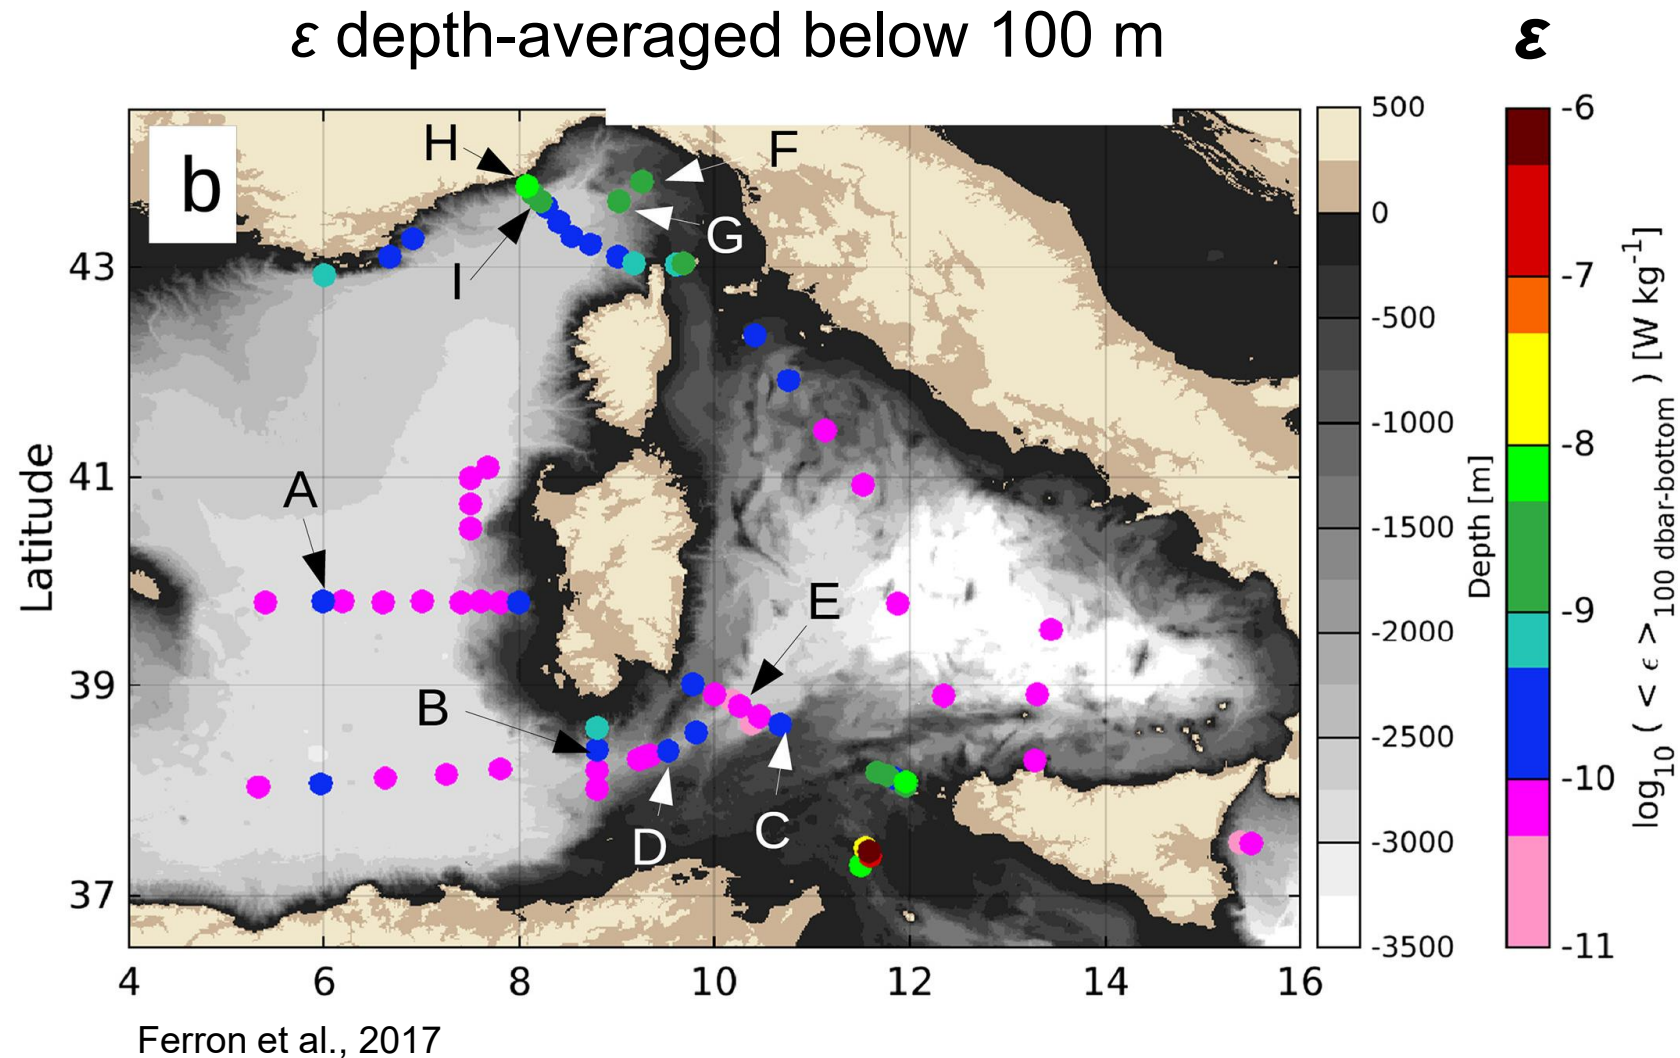 ε depth-averaged below 100 m
ε
b
H
F
G
I
A
E
B
D
C
43
41
39
37
Latitude
4 6 8 10 12 14 16
500
0
-500
-1000
-1500
-2000
-2500
-3000
-3500
Depth [m]
-6
-7
-8
-9
-10
-11
log10 ( < ϵ > 100 dbar-bottom ) [W kg-1]
Ferron et al., 2017